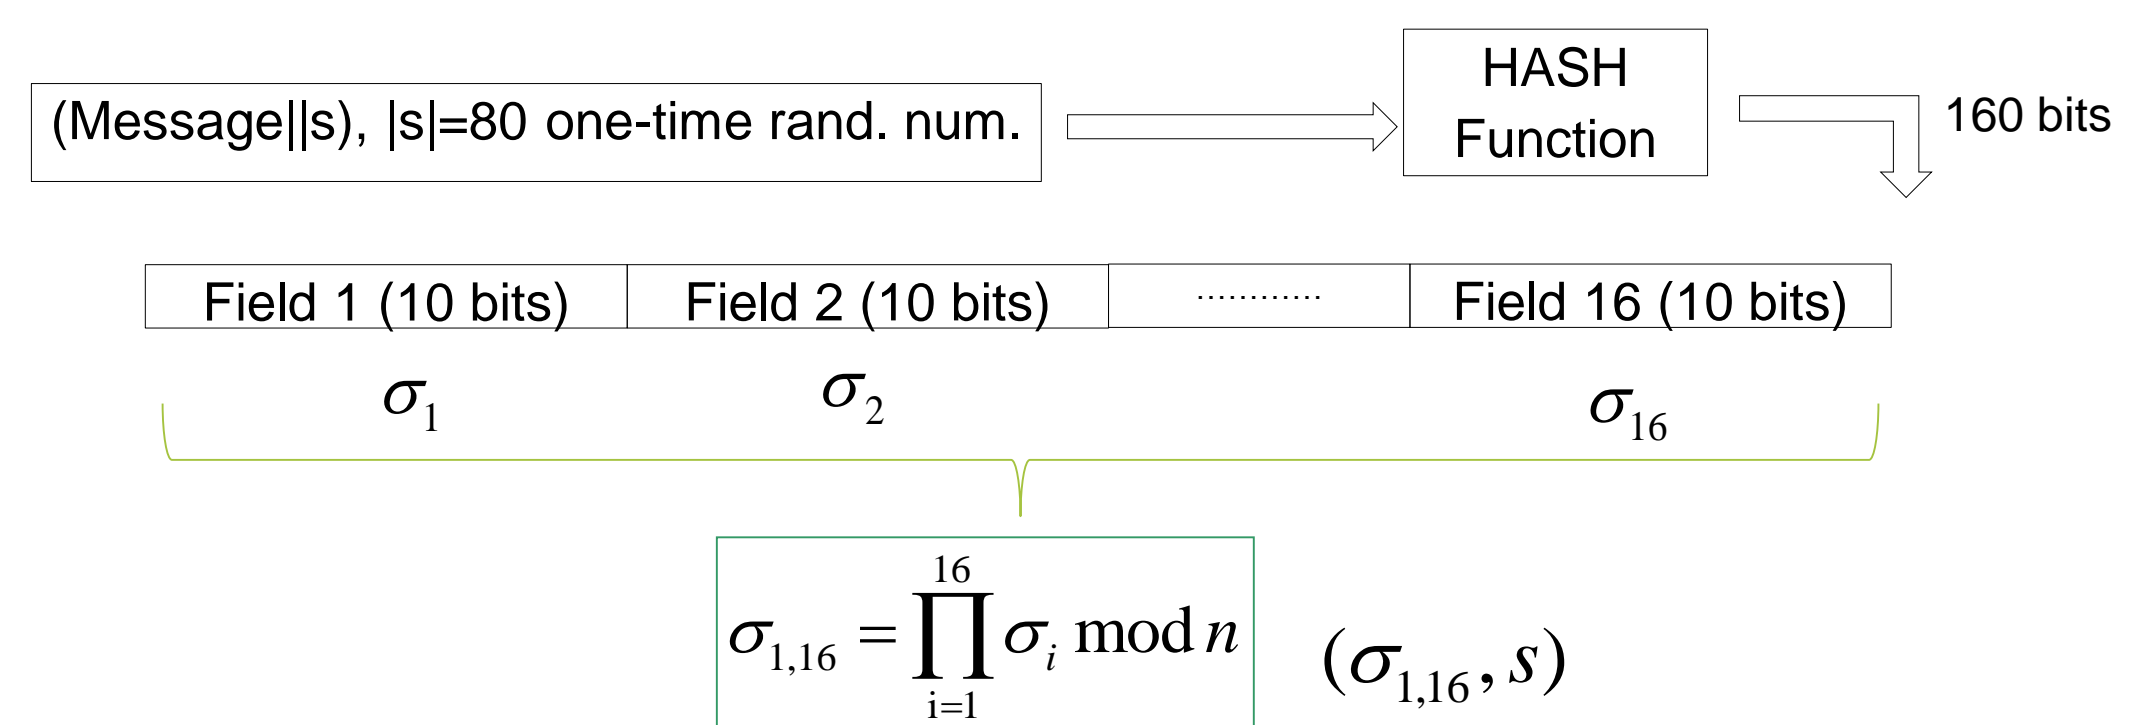 (Message||s), |s|=80 one-time rand. num.
HASH
Function
160 bits
Field 1 (10 bits) Field 2 (10 bits) ............ Field 16 (10 bits)
σ₁ σ₂ σ₁₆
σ₁,₁₆ = ∏_{i=1}^{16} σᵢ mod n (σ₁,₁₆, s)